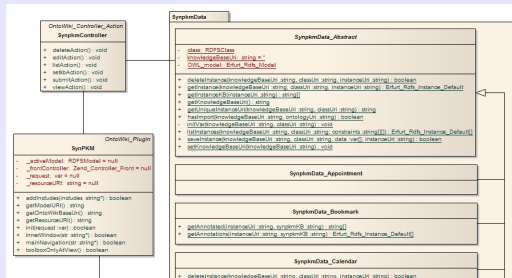 OntoWiki_Controller_Action
SynpkmController
+ deleteAction() : void
+ editAction() : void
+ listAction() : void
+ setkbAction() : void
+ submitAction() : void
+ viewAction() : void
OntoWiki_Plugin
SynPKM
- _activeModel: RDFSModel = null
- _frontController: Zend_Controller_Front = null
- _request: var = null
- _resourceURI: string = null
+ addIncludes(includes :string*) : boolean
+ getModelURI() : string
+ getOntoWikiBaseUri() : string
+ getResourceURI() : string
+ init(request :var) : boolean
+ innerWindow(str :string*) : boolean
+ mainNavigation(str :string*) : boolean
+ toolboxOnlyAtView() : boolean
SynpkmData
SynpkmData_Abstract
- class: RDFSClass
- knowledgeBaseUri: string = ''
- OWL_model: Erfurt_Rdfs_Model
+ deleteInstance(knowledgeBaseUri :string, classUri :string, instanceUri :string) : boolean
+ getInstance(knowledgeBaseUri :string, classUri :string, instanceUri :string) : Erfurt_Rdfs_Instance_Default
+ getInstanceKB(instanceUri :string) : string[]
+ getKnowledgeBaseUri() : string
+ getUniqueInstanceUri(knowledgeBaseUri :string, classUri :string) : string
+ hasImport(knowledgeBaseUri :string, ontologyUri :string) : boolean
+ initVar(knowledgeBaseUri :string, classUri :string) : void
+ listInstances(knowledgeBaseUri :string, classUri :string, constraints :string[][]) : Erfurt_Rdfs_Instance_Default[]
+ saveInstance(knowledgeBaseUri :string, classUri :string, data :var[], instanceUri :string) : boolean
+ setKnowledgeBaseUri(knowledgeBaseUri :string) : void
SynpkmData_Appointment
SynpkmData_Bookmark
+ getAnnotated(instanceUri :string, synpkmKB :string) : string[]
+ getAnnotations(instanceUri :string, synpkmKB :string) : Erfurt_Rdfs_Instance_Default[]
SynpkmData_Calendar
+ deleteInstance(knowledgeBaseUri :string, classUri :string, instanceUri :string) : boolean